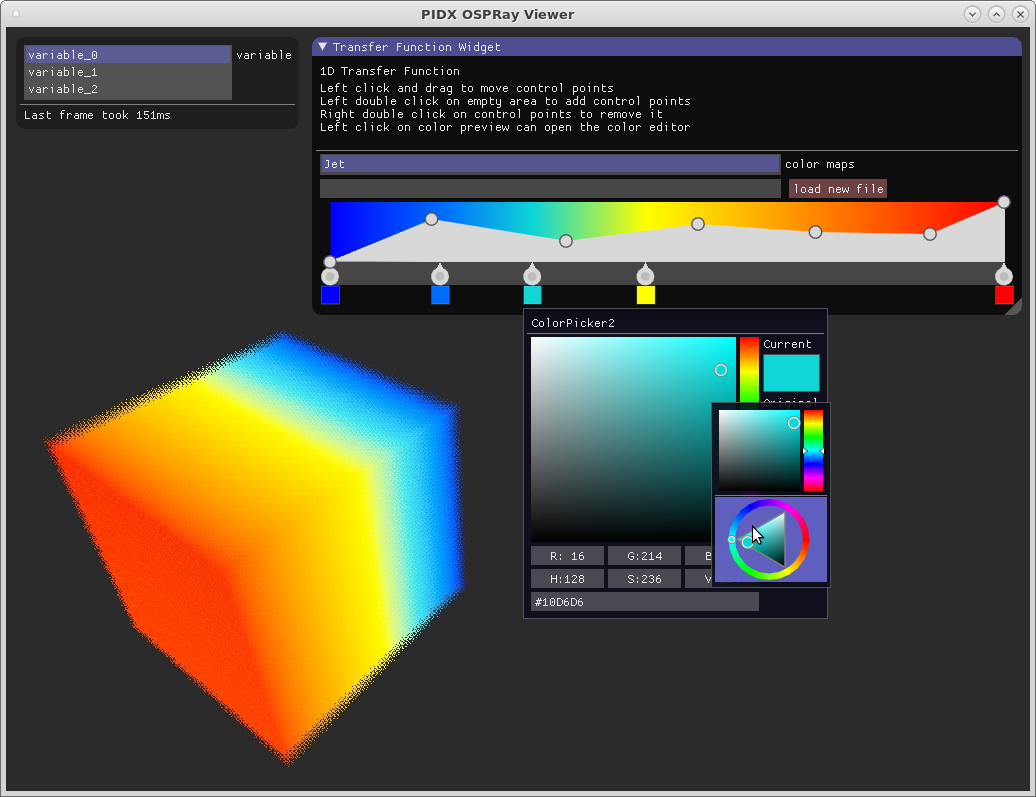 PIDX OSPRay Viewer
variable_0 variable
variable_1
variable_2
Last frame took 151ms
Transfer Function Widget
1D Transfer Function
Left click and drag to move control points
Left double click on empty area to add control points
Right double click on control points to remove it
Left click on color preview can open the color editor
Jet color maps
load new file
ColorPicker2
Current
Original
R: 16 G:214 B
H:128 S:236 V
#10D6D6